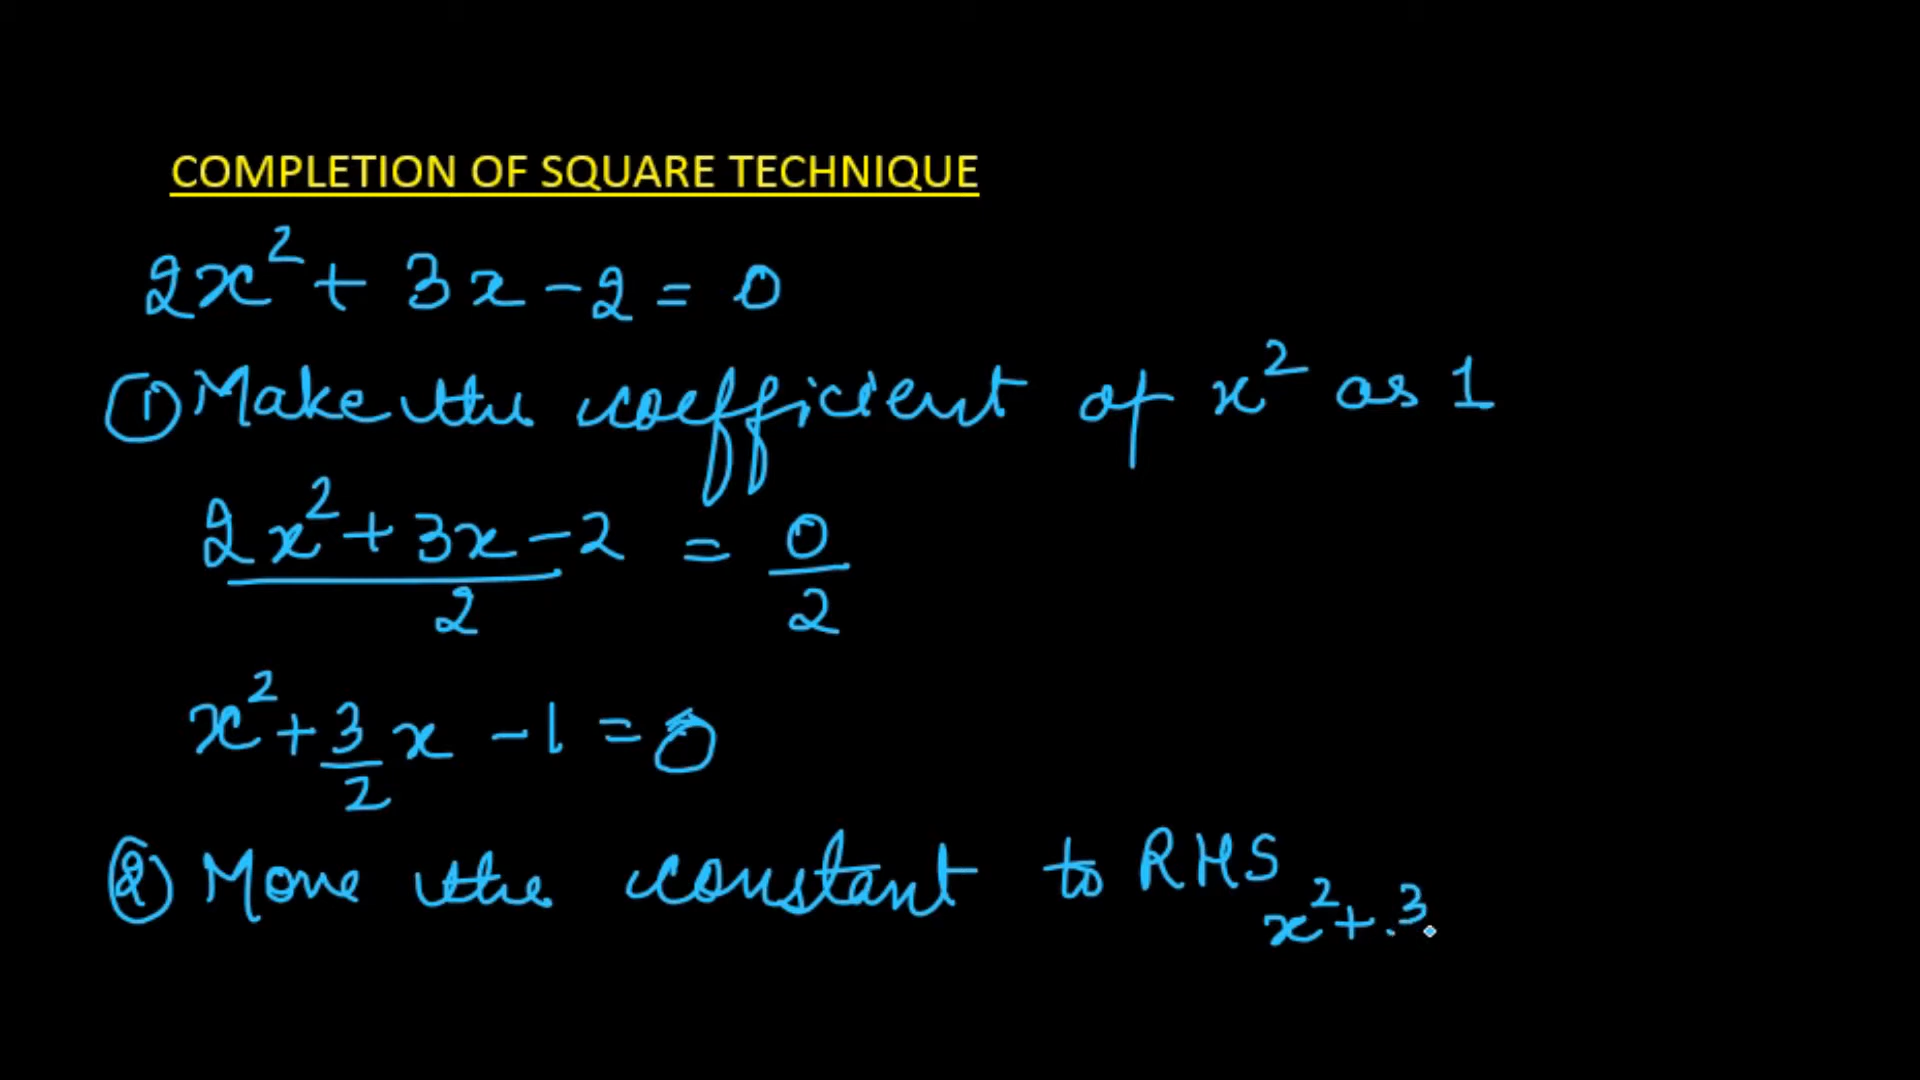 COMPLETION OF SQUARE TECHNIQUE
2x² + 3x - 2 = 0
① Make the coefficient of x² as 1
(2x² + 3x - 2)/2 = 0/2
x² + 3/2 x - 1 = 0
② Move the constant to RHS
x² + 3